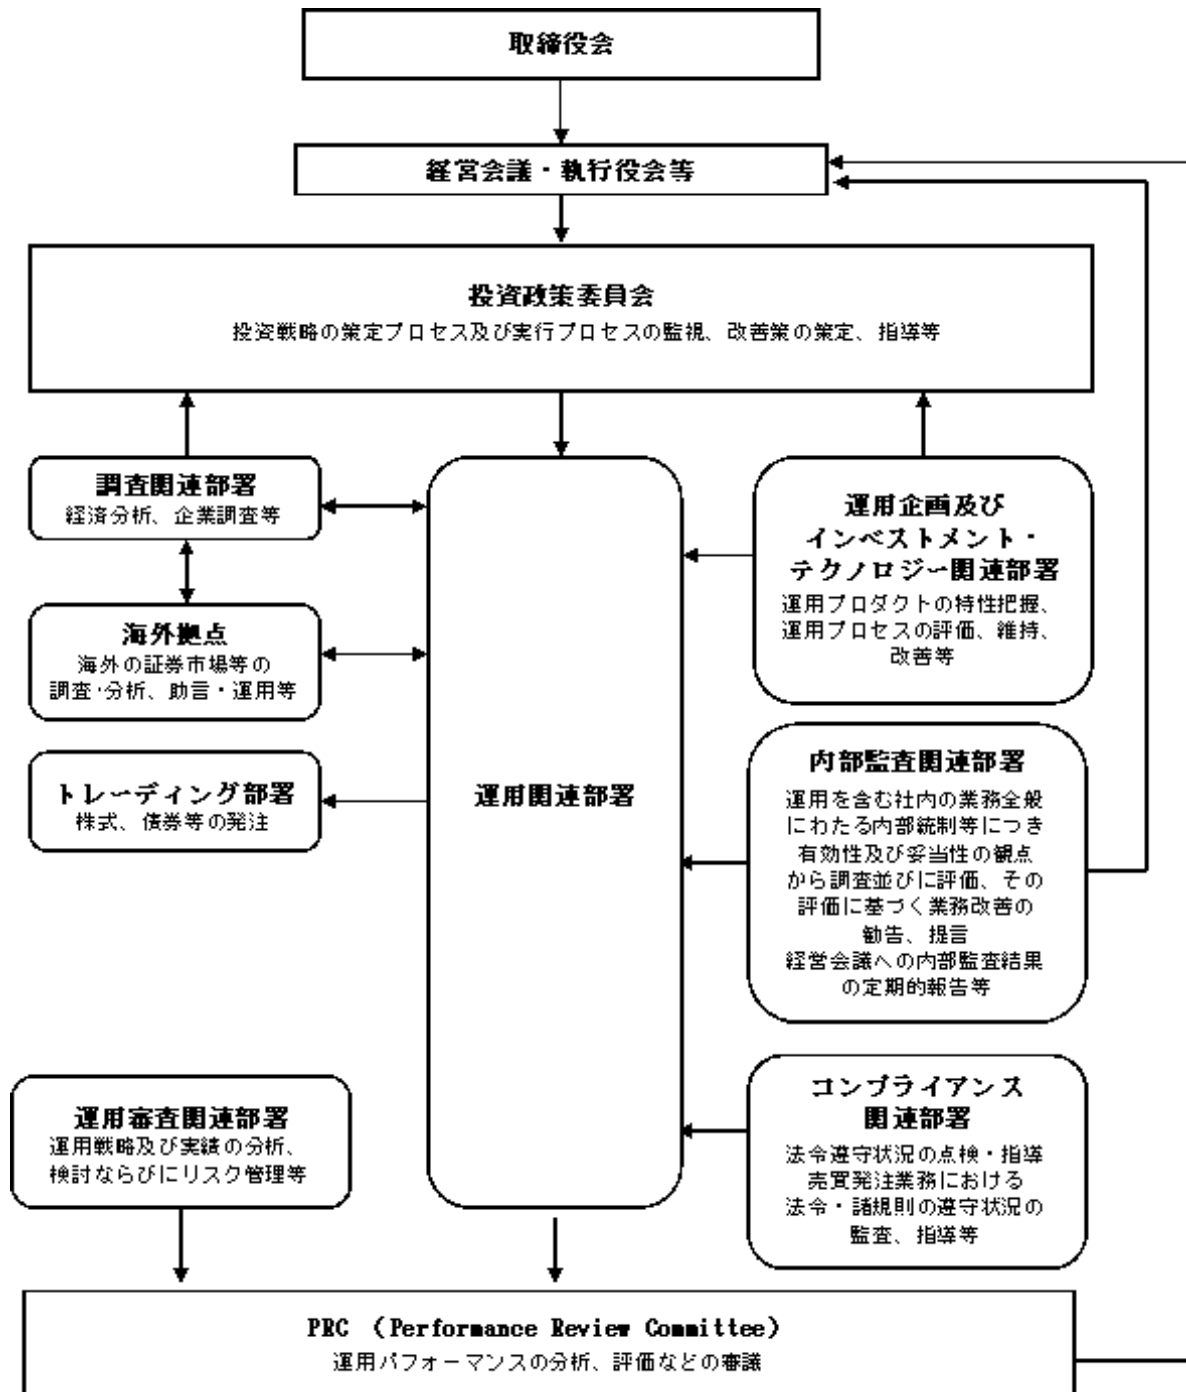 取締役会
経営会議・執行役会等
投資政策委員会
投資戦略の策定プロセス及び実行プロセスの監視、改善策の策定、指導等
調査関連部署
経済分析、企業調査等
海外拠点
海外の証券市場等の
調査・分析、助言・運用等
トレーディング部署
株式、債券等の発注
運用関連部署
運用企画及び
インベストメント・
テクノロジー関連部署
運用プロダクトの特性把握、
運用プロセスの評価、維持、
改善等
内部監査関連部署
運用を含む社内の業務全般
にわたる内部統制等につき
有効性及び妥当性の観点
から調査並びに評価、その
評価に基づく業務改善の
勧告、提言
経営会議への内部監査結果
の定期的報告等
運用審査関連部署
運用戦略及び実績の分析、
検討ならびにリスク管理等
コンプライアンス
関連部署
法令遵守状況の点検・指導
売買発注業務における
法令・諸規則の遵守状況の
監査、指導等
PRC （Performance Review Committee）
運用パフォーマンスの分析、評価などの審議